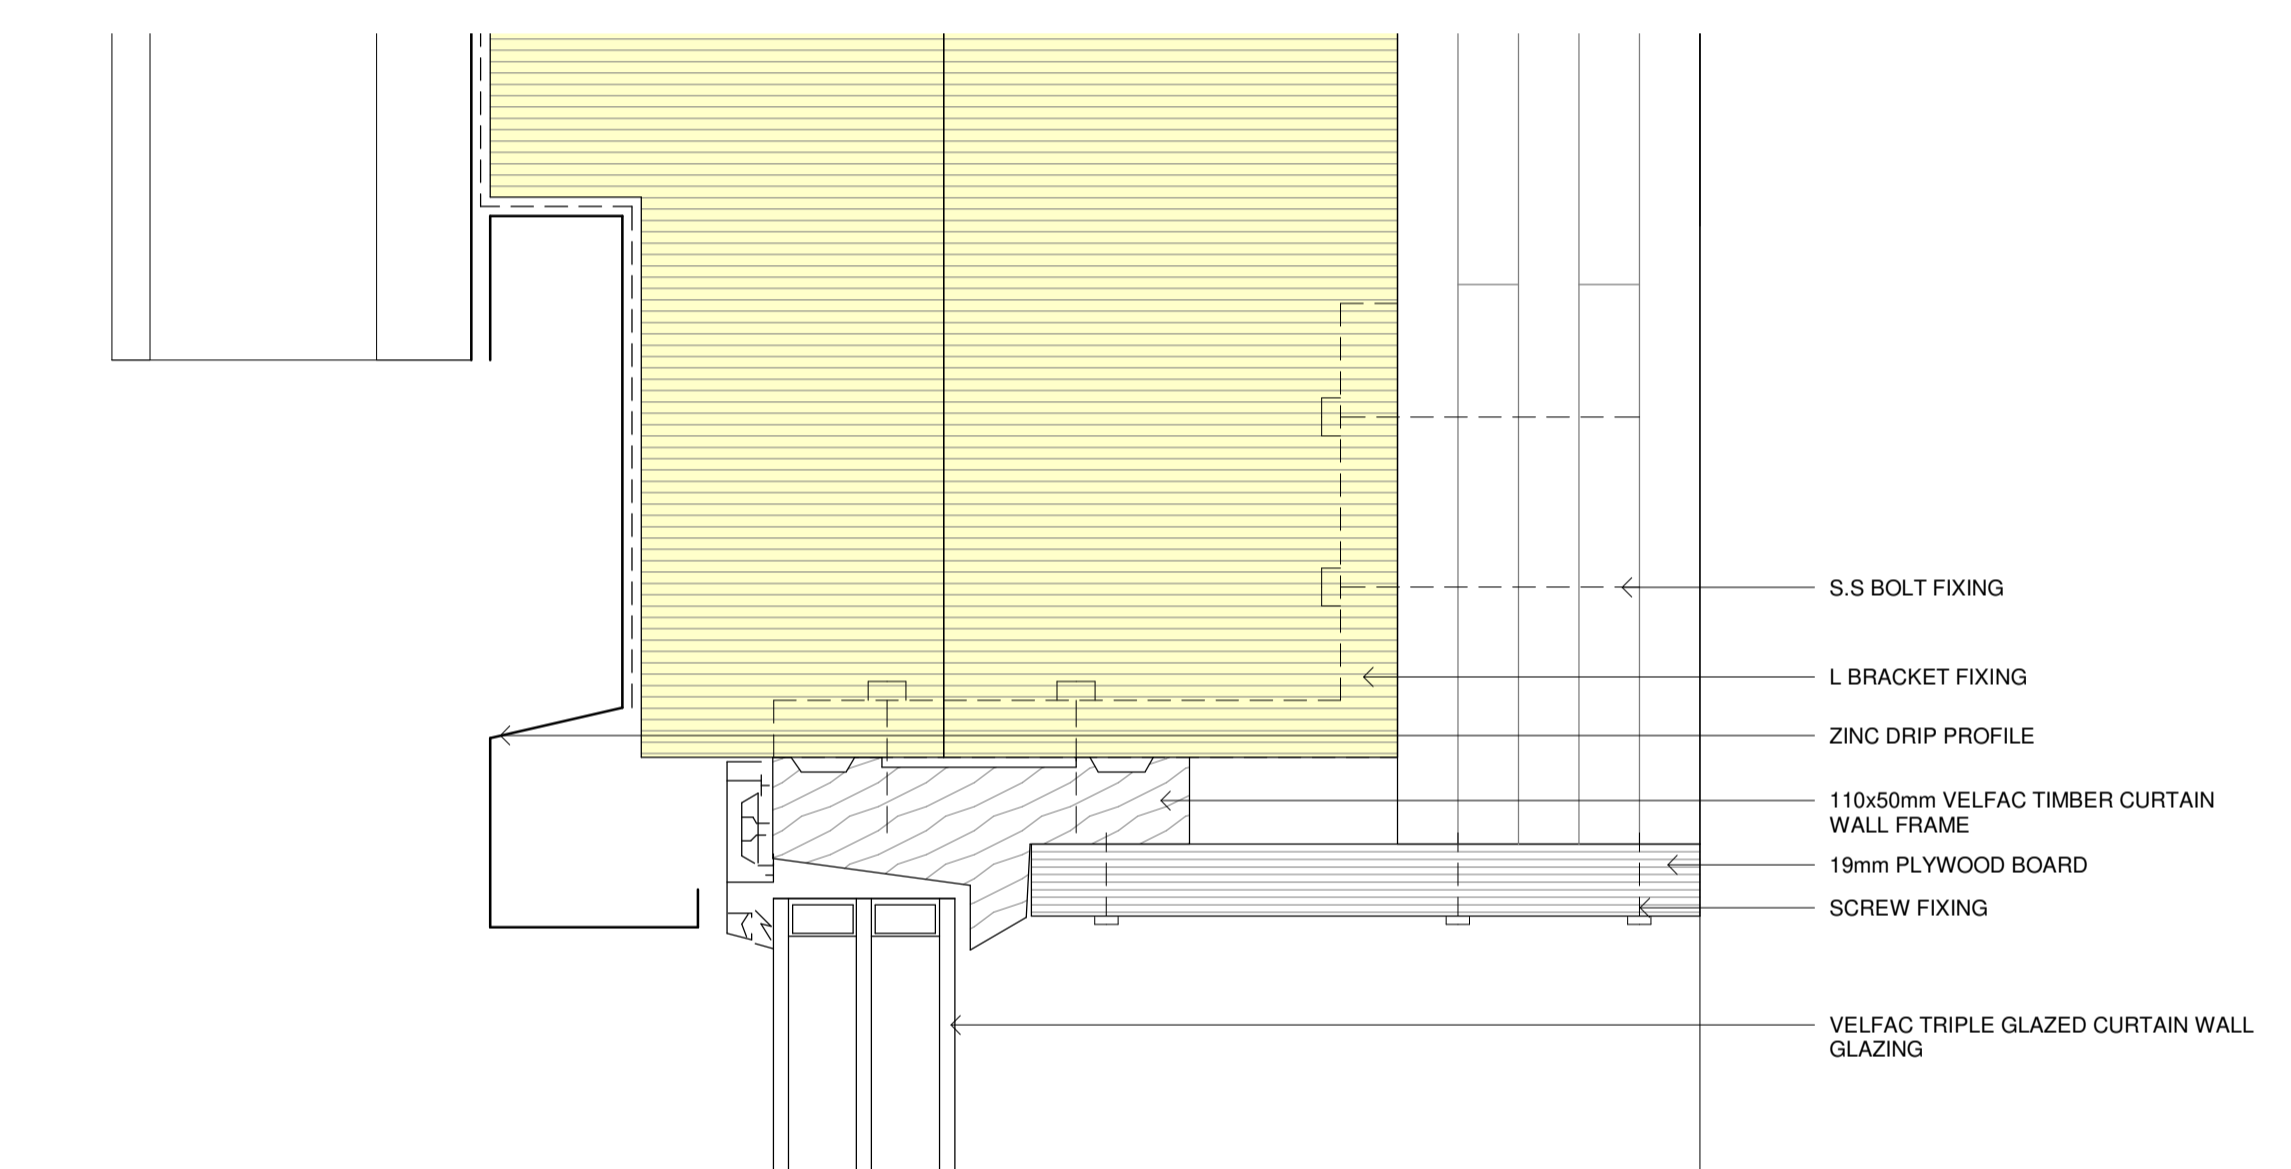 S.S BOLT FIXING
L BRACKET FIXING
ZINC DRIP PROFILE
110x50mm VELFAC TIMBER CURTAIN
WALL FRAME
19mm PLYWOOD BOARD
SCREW FIXING
VELFAC TRIPLE GLAZED CURTAIN WALL
GLAZING